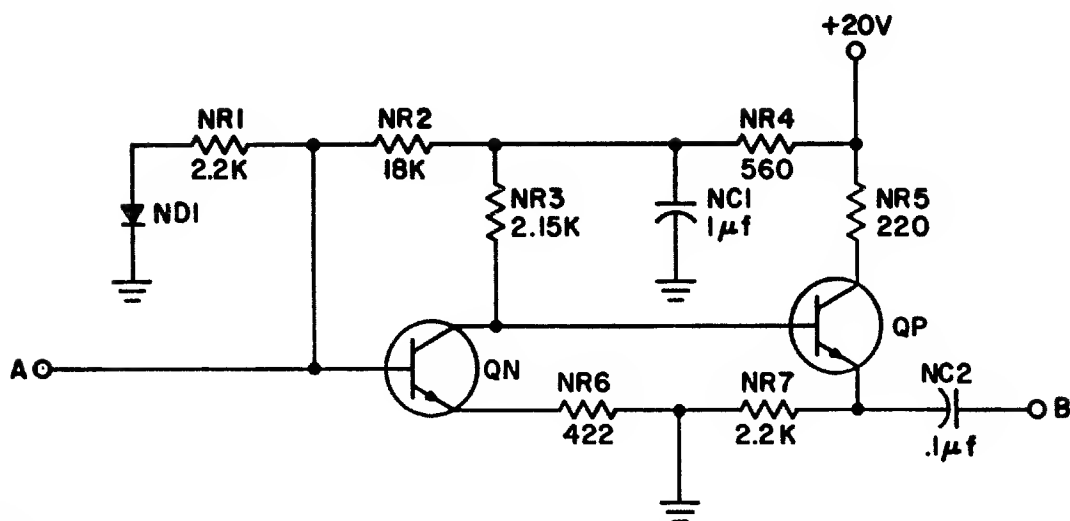 +20V
NR1
2.2K
NR2
18K
NR4
560
ND1
NR3
2.15K
NC1
1μf
NR5
220
QP
A
QN
NR6
422
NR7
2.2K
NC2
.1μf
B